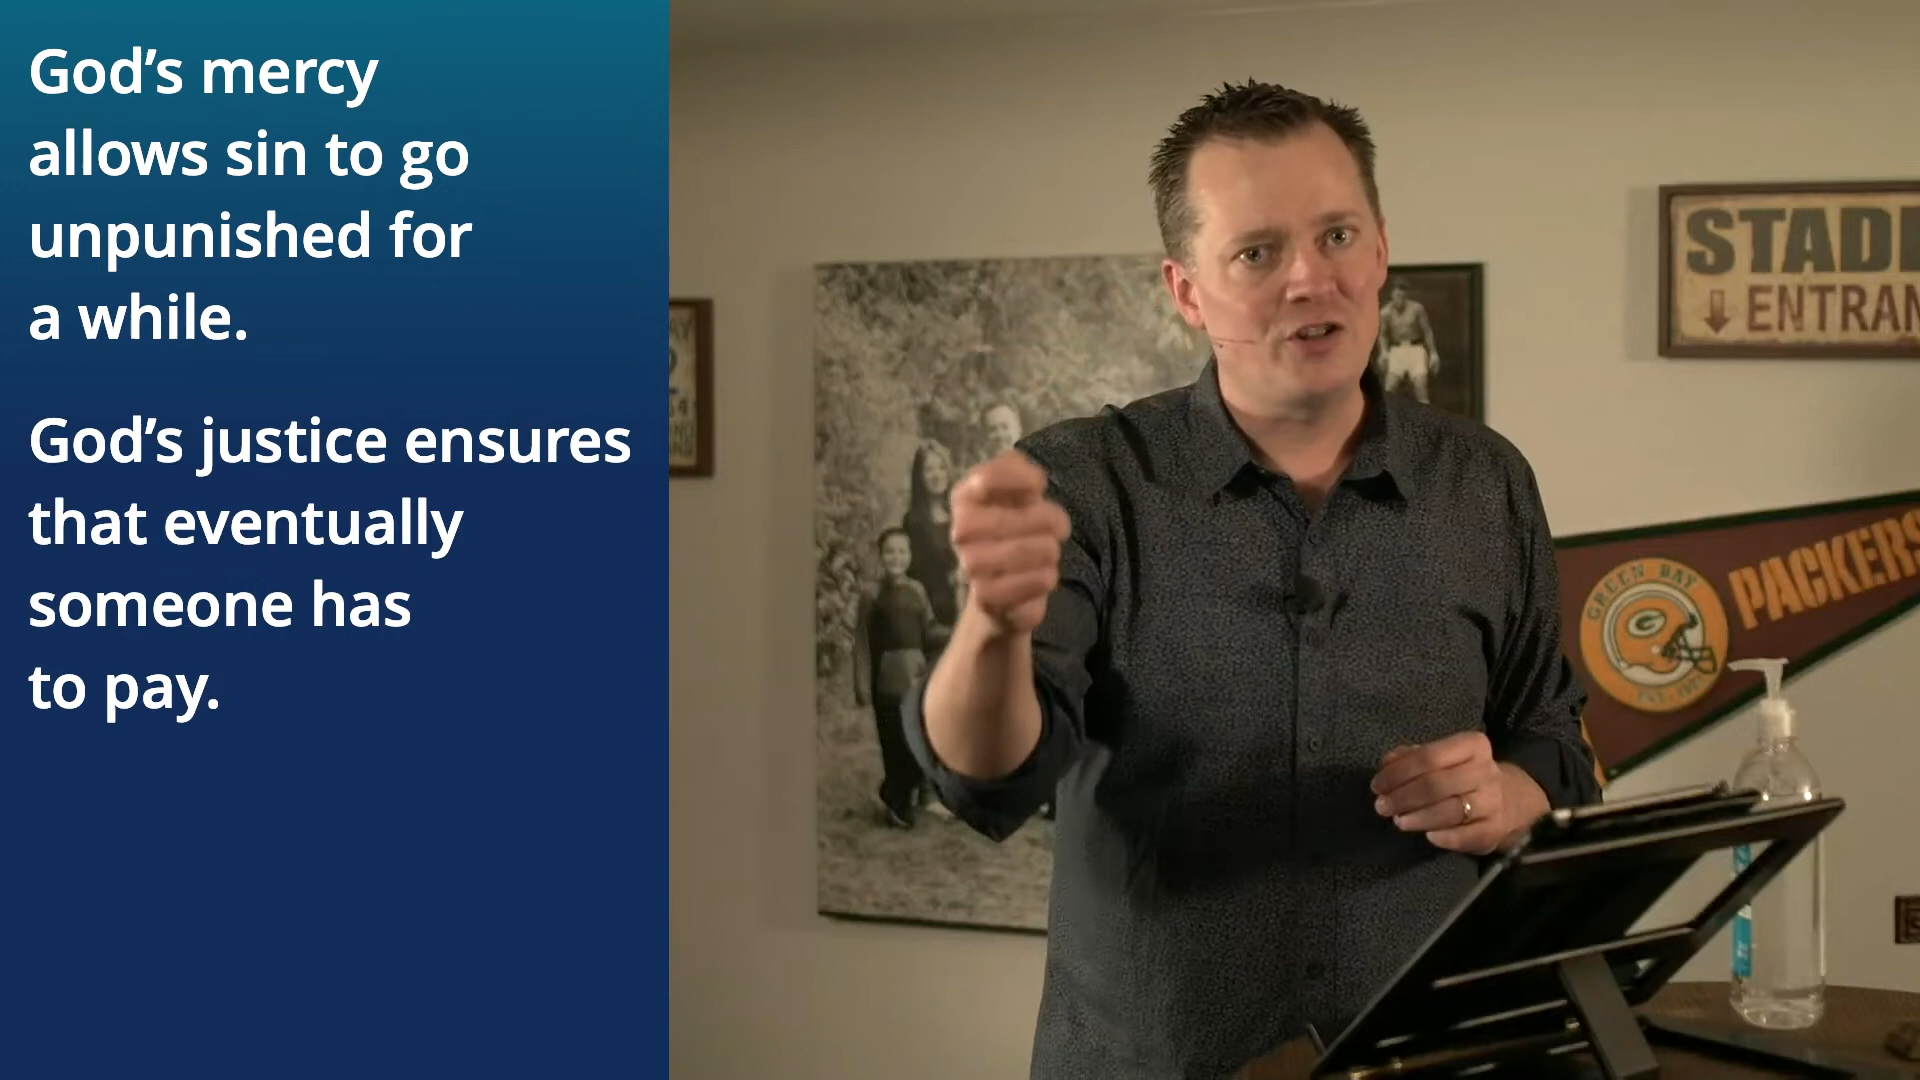 God’s mercy
allows sin to go
unpunished for
a while.
God’s justice ensures
that eventually
someone has
to pay.
ENTRAN
GREEN BAY
PACKERS
G